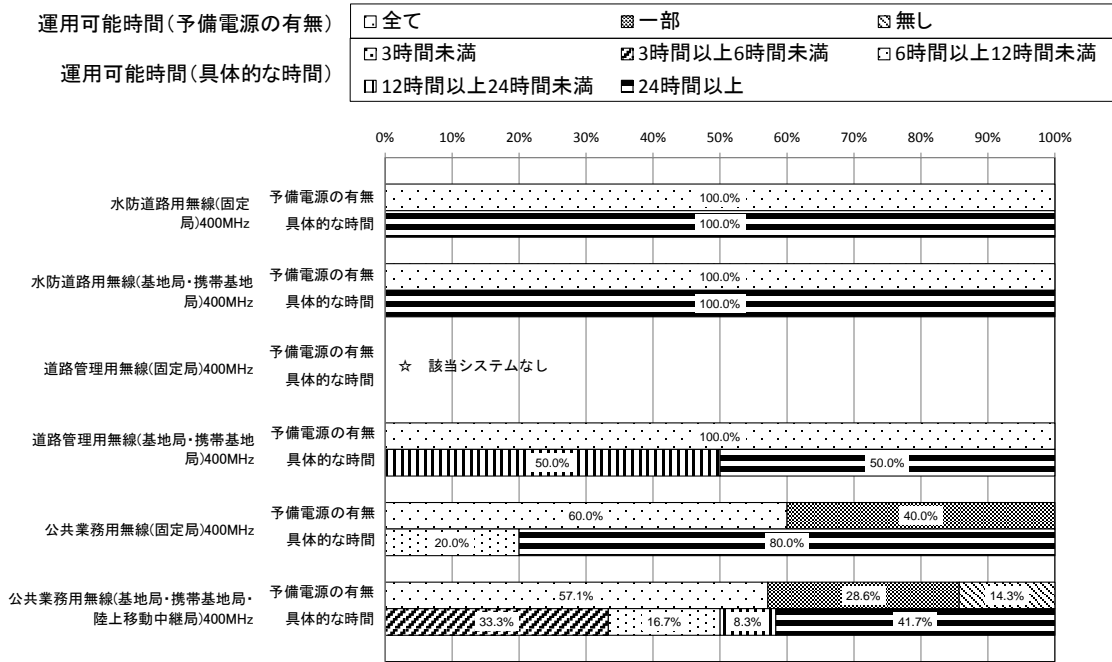 運用可能時間(予備電源の有無) □全て ▩一部 ▧無し
運用可能時間(具体的な時間) □3時間未満 ▨3時間以上6時間未満 □6時間以上12時間未満
▥12時間以上24時間未満 ▤24時間以上
0% 10% 20% 30% 40% 50% 60% 70% 80% 90% 100%
水防道路用無線(固定
局)400MHz
予備電源の有無 100.0%
具体的な時間 100.0%
水防道路用無線(基地局・携帯基地
局)400MHz
予備電源の有無 100.0%
具体的な時間 100.0%
道路管理用無線(固定局)400MHz
予備電源の有無
具体的な時間
☆ 該当システムなし
道路管理用無線(基地局・携帯基地
局)400MHz
予備電源の有無 100.0%
具体的な時間 50.0% 50.0%
公共業務用無線(固定局)400MHz
予備電源の有無 60.0% 40.0%
具体的な時間 20.0% 80.0%
公共業務用無線(基地局・携帯基地局・
陸上移動中継局)400MHz
予備電源の有無 57.1% 28.6% 14.3%
具体的な時間 33.3% 16.7% 8.3% 41.7%